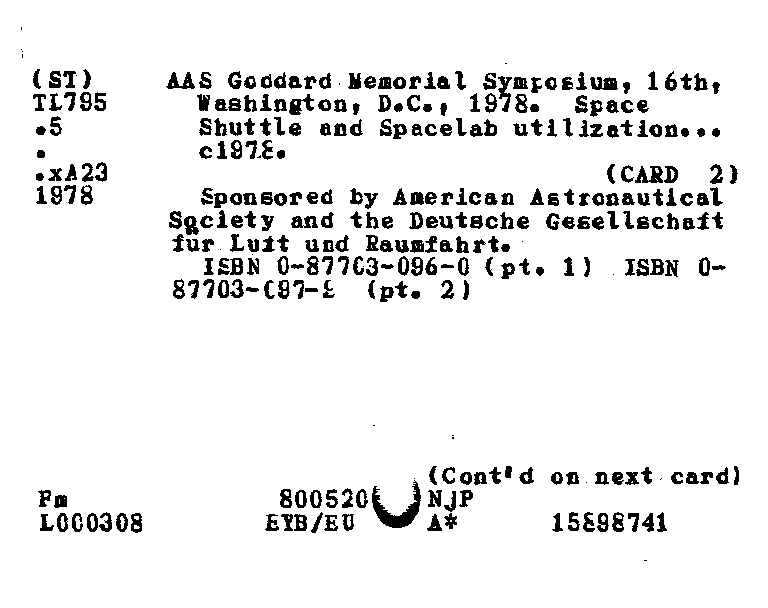 (ST) AAS Goddard Memorial Symposium, 16th,
TL795 Washington, D.C., 1978. Space
.5 Shuttle and Spacelab utilization...
. c1978.
.xA23 (CARD 2)
1978 Sponsored by American Astronautical
Society and the Deutsche Gesellschaft
fur Luft und Raumfahrt.
ISBN 0-87703-096-0 (pt. 1) ISBN 0-
87703-097-8 (pt. 2)
(Cont'd on next card)
Fm 800520 NJP
L000308 EYB/EU A* 15898741